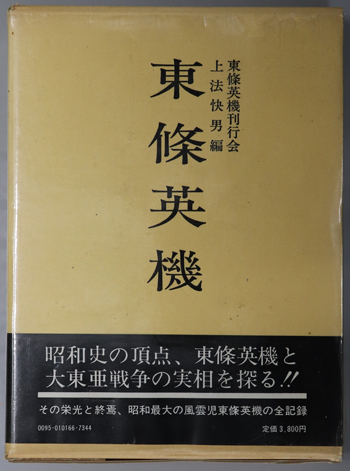 東條英機刊行会
上法快男編
東條英機
昭和史の頂点、東條英機と
大東亜戦争の実相を探る!!
その栄光と終焉、昭和最大の風雲児東條英機の全記録
0095-010166-7344
定価3,800円